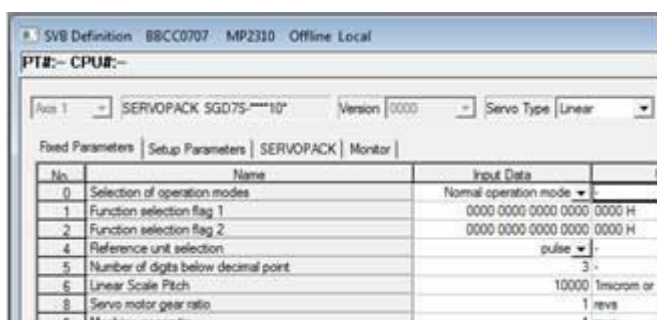 SVB Definition BBCC0707 MP2310 Offline Local
PT#:-- CPU#:--
Axis 1 SERVOPACK SGD7S-****10* Version 0000 Servo Type Linear
Fixed Parameters Setup Parameters SERVOPACK Monitor
No. Name Input Data
0 Selection of operation modes Normal operation mode -
1 Function selection flag 1 0000 0000 0000 0000 0000 H
2 Function selection flag 2 0000 0000 0000 0000 0000 H
4 Reference unit selection pulse -
5 Number of digits below decimal point 3 -
6 Linear Scale Pitch 10000 1microm or
8 Servo motor gear ratio 1 revs